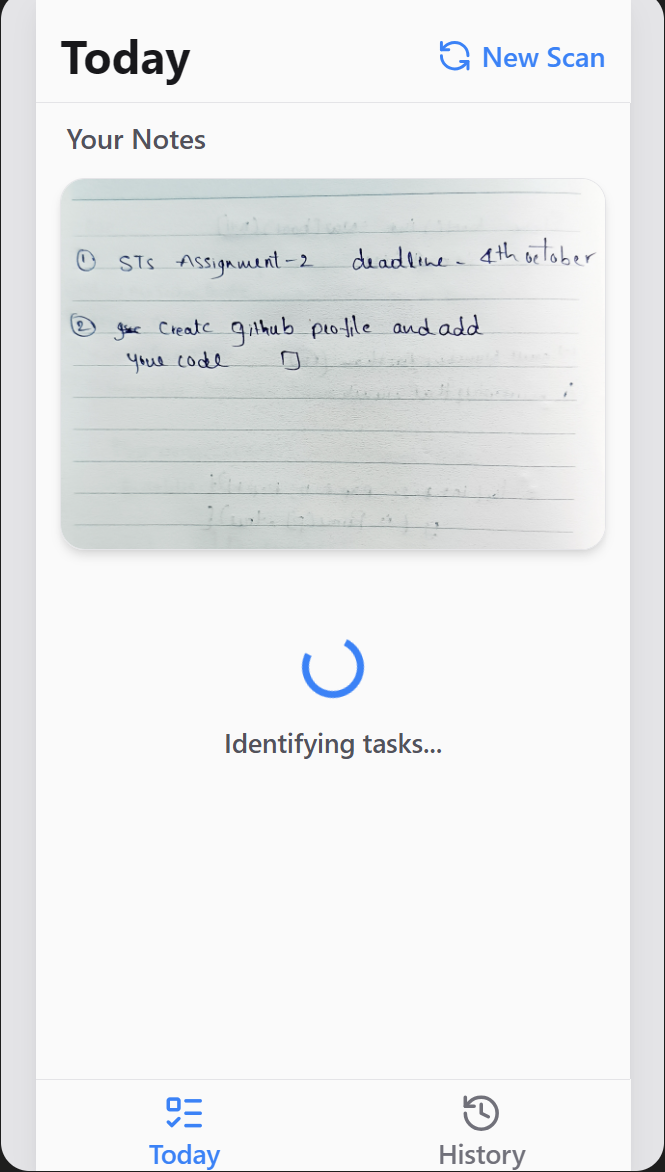 Today
New Scan
Your Notes
① STs Assignment-2 deadline - 4th october
② Create github profile and add
your code
Identifying tasks...
Today
History